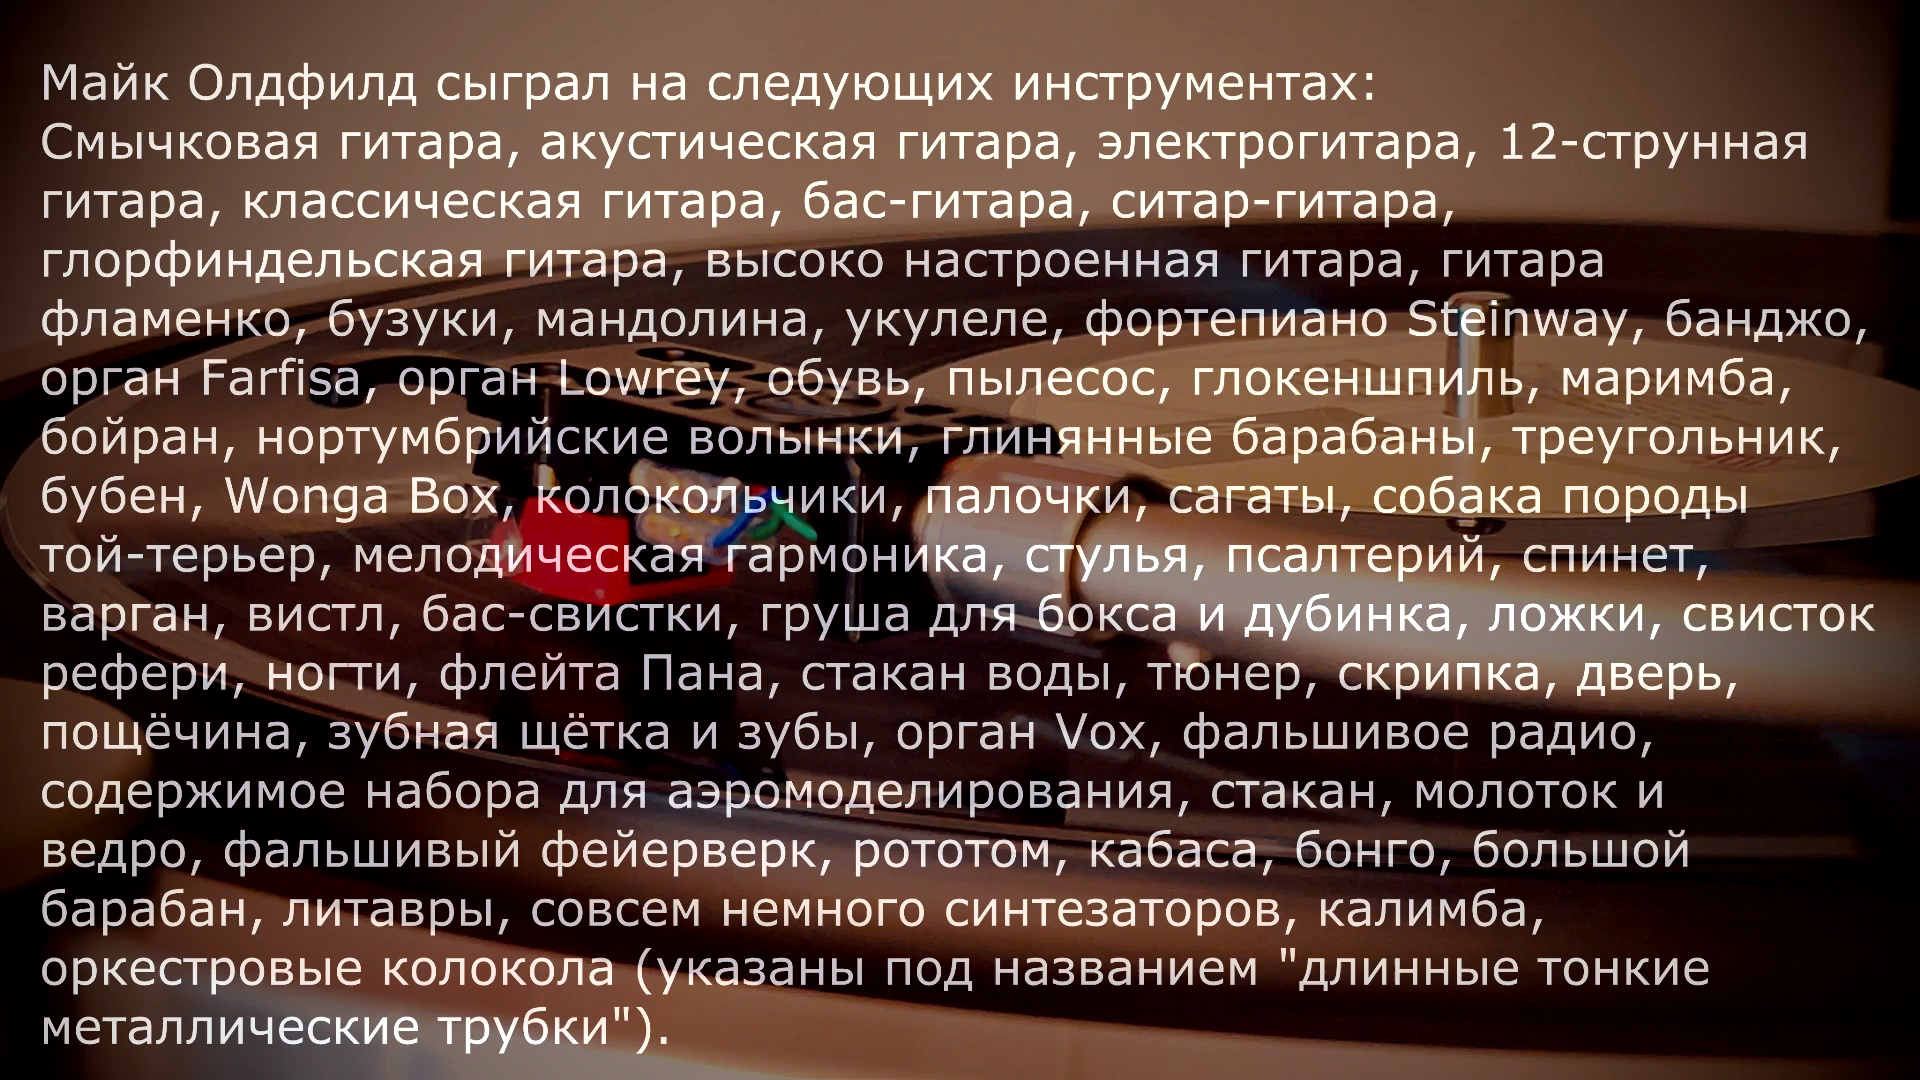 Майк Олдфилд сыграл на следующих инструментах:
Смычковая гитара, акустическая гитара, электрогитара, 12-струнная
гитара, классическая гитара, бас-гитара, ситар-гитара,
глорфиндельская гитара, высоко настроенная гитара, гитара
фламенко, бузуки, мандолина, укулеле, фортепиано Steinway, банджо,
орган Farfisa, орган Lowrey, обувь, пылесос, глокеншпиль, маримба,
бойран, нортумбрийские волынки, глинянные барабаны, треугольник,
бубен, Wonga Box, колокольчики, палочки, сагаты, собака породы
той-терьер, мелодическая гармоника, стулья, псалтерий, спинет,
варган, вистл, бас-свистки, груша для бокса и дубинка, ложки, свисток
рефери, ногти, флейта Пана, стакан воды, тюнер, скрипка, дверь,
пощёчина, зубная щётка и зубы, орган Vox, фальшивое радио,
содержимое набора для аэромоделирования, стакан, молоток и
ведро, фальшивый фейерверк, рототом, кабаса, бонго, большой
барабан, литавры, совсем немного синтезаторов, калимба,
оркестровые колокола (указаны под названием "длинные тонкие
металлические трубки").